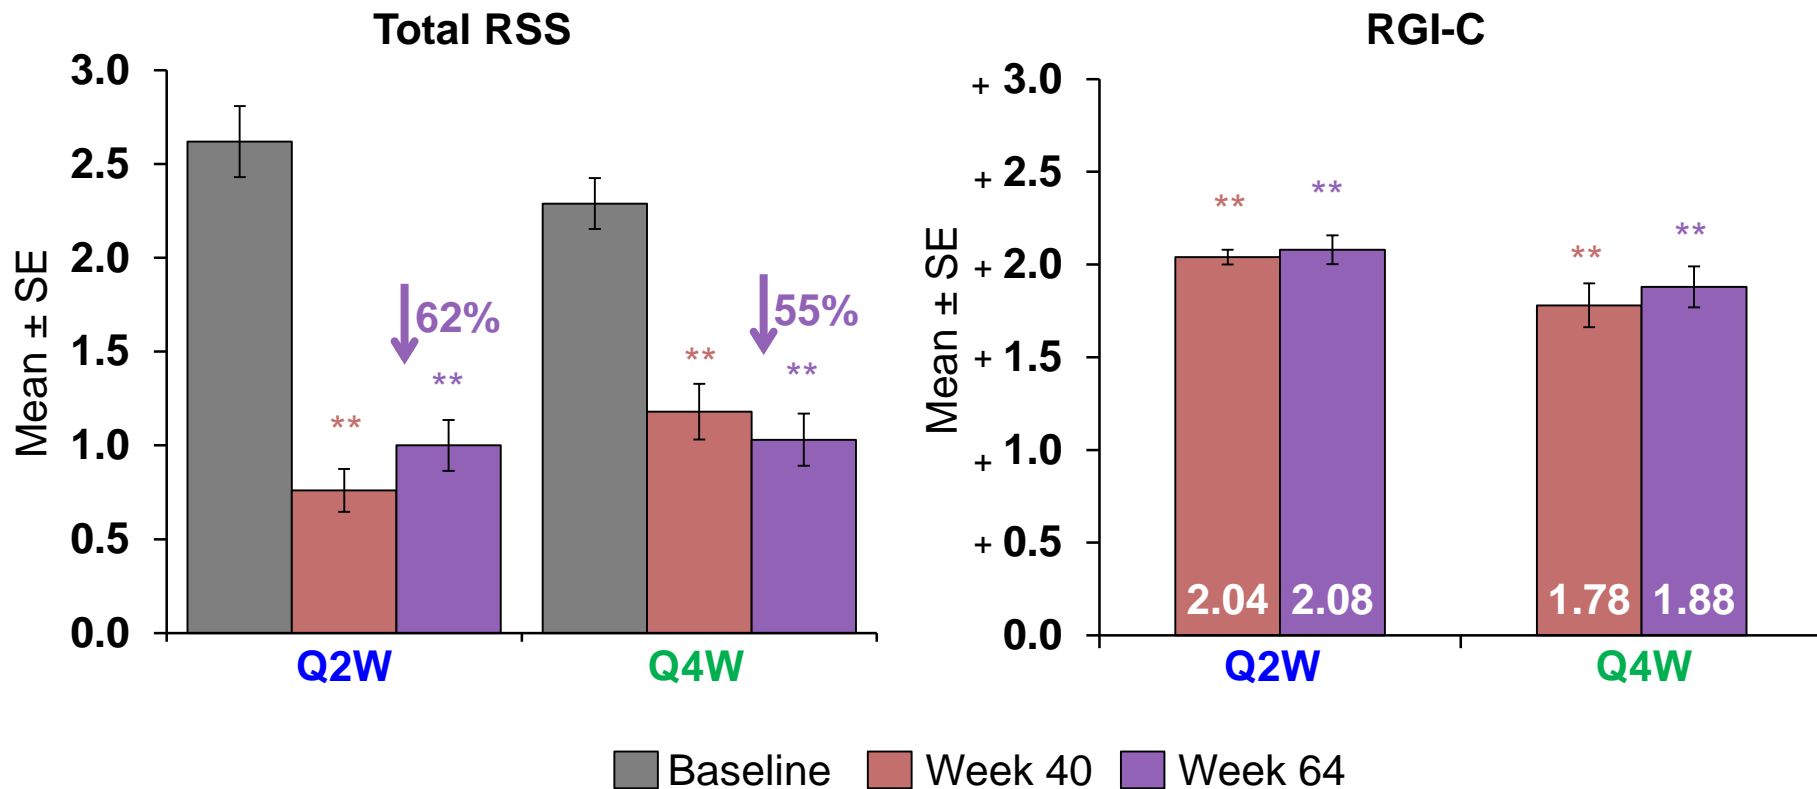 Total RSS
3.0
2.5
2.0
1.5
1.0
0.5
0.0
Mean ± SE
**
62%
**
**
55%
**
Q2W
Q4W
RGI-C
+ 3.0
+ 2.5
+ 2.0
+ 1.5
+ 1.0
+ 0.5
0.0
Mean ± SE
**
**
**
**
2.04
2.08
1.78
1.88
Q2W
Q4W
Baseline
Week 40
Week 64